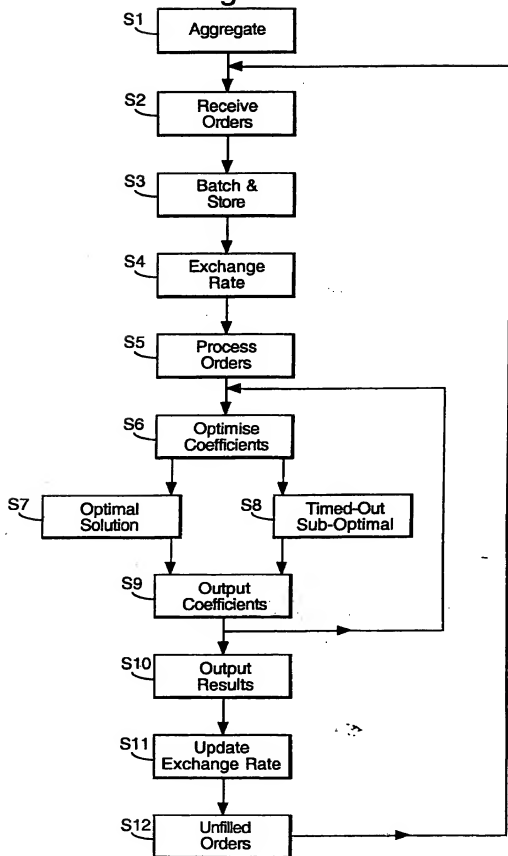 S1
Aggregate
S2
Receive
Orders
S3
Batch &
Store
S4
Exchange
Rate
S5
Process
Orders
S6
Optimise
Coefficients
S7
Optimal
Solution
S8
Timed-Out
Sub-Optimal
S9
Output
Coefficients
S10
Output
Results
S11
Update
Exchange Rate
S12
Unfilled
Orders